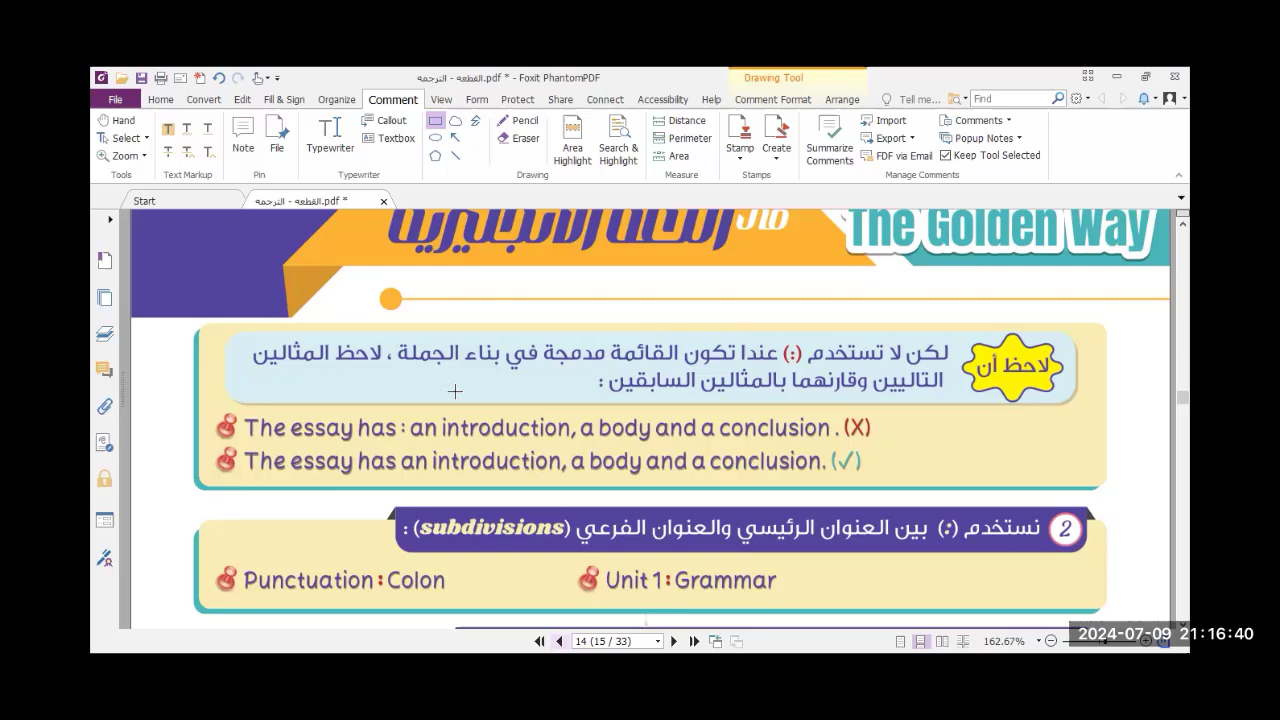 القطعه - الترجمه.pdf * - Foxit PhantomPDF
Drawing Tool
File Home Convert Edit Fill & Sign Organize Comment View Form Protect Share Connect Accessibility Help Comment Format Arrange Tell me... Find
Hand
Select
Zoom
Tools
T T T
T T T
Text Markup
Note
File
Pin
Typewriter
Callout
Textbox
Typewriter
Pencil
Eraser
Area Highlight
Search & Highlight
Drawing
Distance
Perimeter
Area
Measure
Stamp
Create
Stamps
Summarize Comments
Import
Export
FDF via Email
Comments
Popup Notes
Keep Tool Selected
Manage Comments
Start
القطعه - الترجمه.pdf *
اللغة الانجليزية
The Golden Way
لاحظ أن
لكن لا تستخدم (:) عندا تكون القائمة مدمجة في بناء الجملة ، لاحظ المثالين
التاليين وقارنهما بالمثالين السابقين :
The essay has : an introduction, a body and a conclusion . (X)
The essay has an introduction, a body and a conclusion. (✓)
2 نستخدم (:) بين العنوان الرئيسي والعنوان الفرعي (subdivisions) :
Punctuation : Colon
Unit 1 : Grammar
14 (15 / 33)
162.67%
2024-07-09 21:16:40